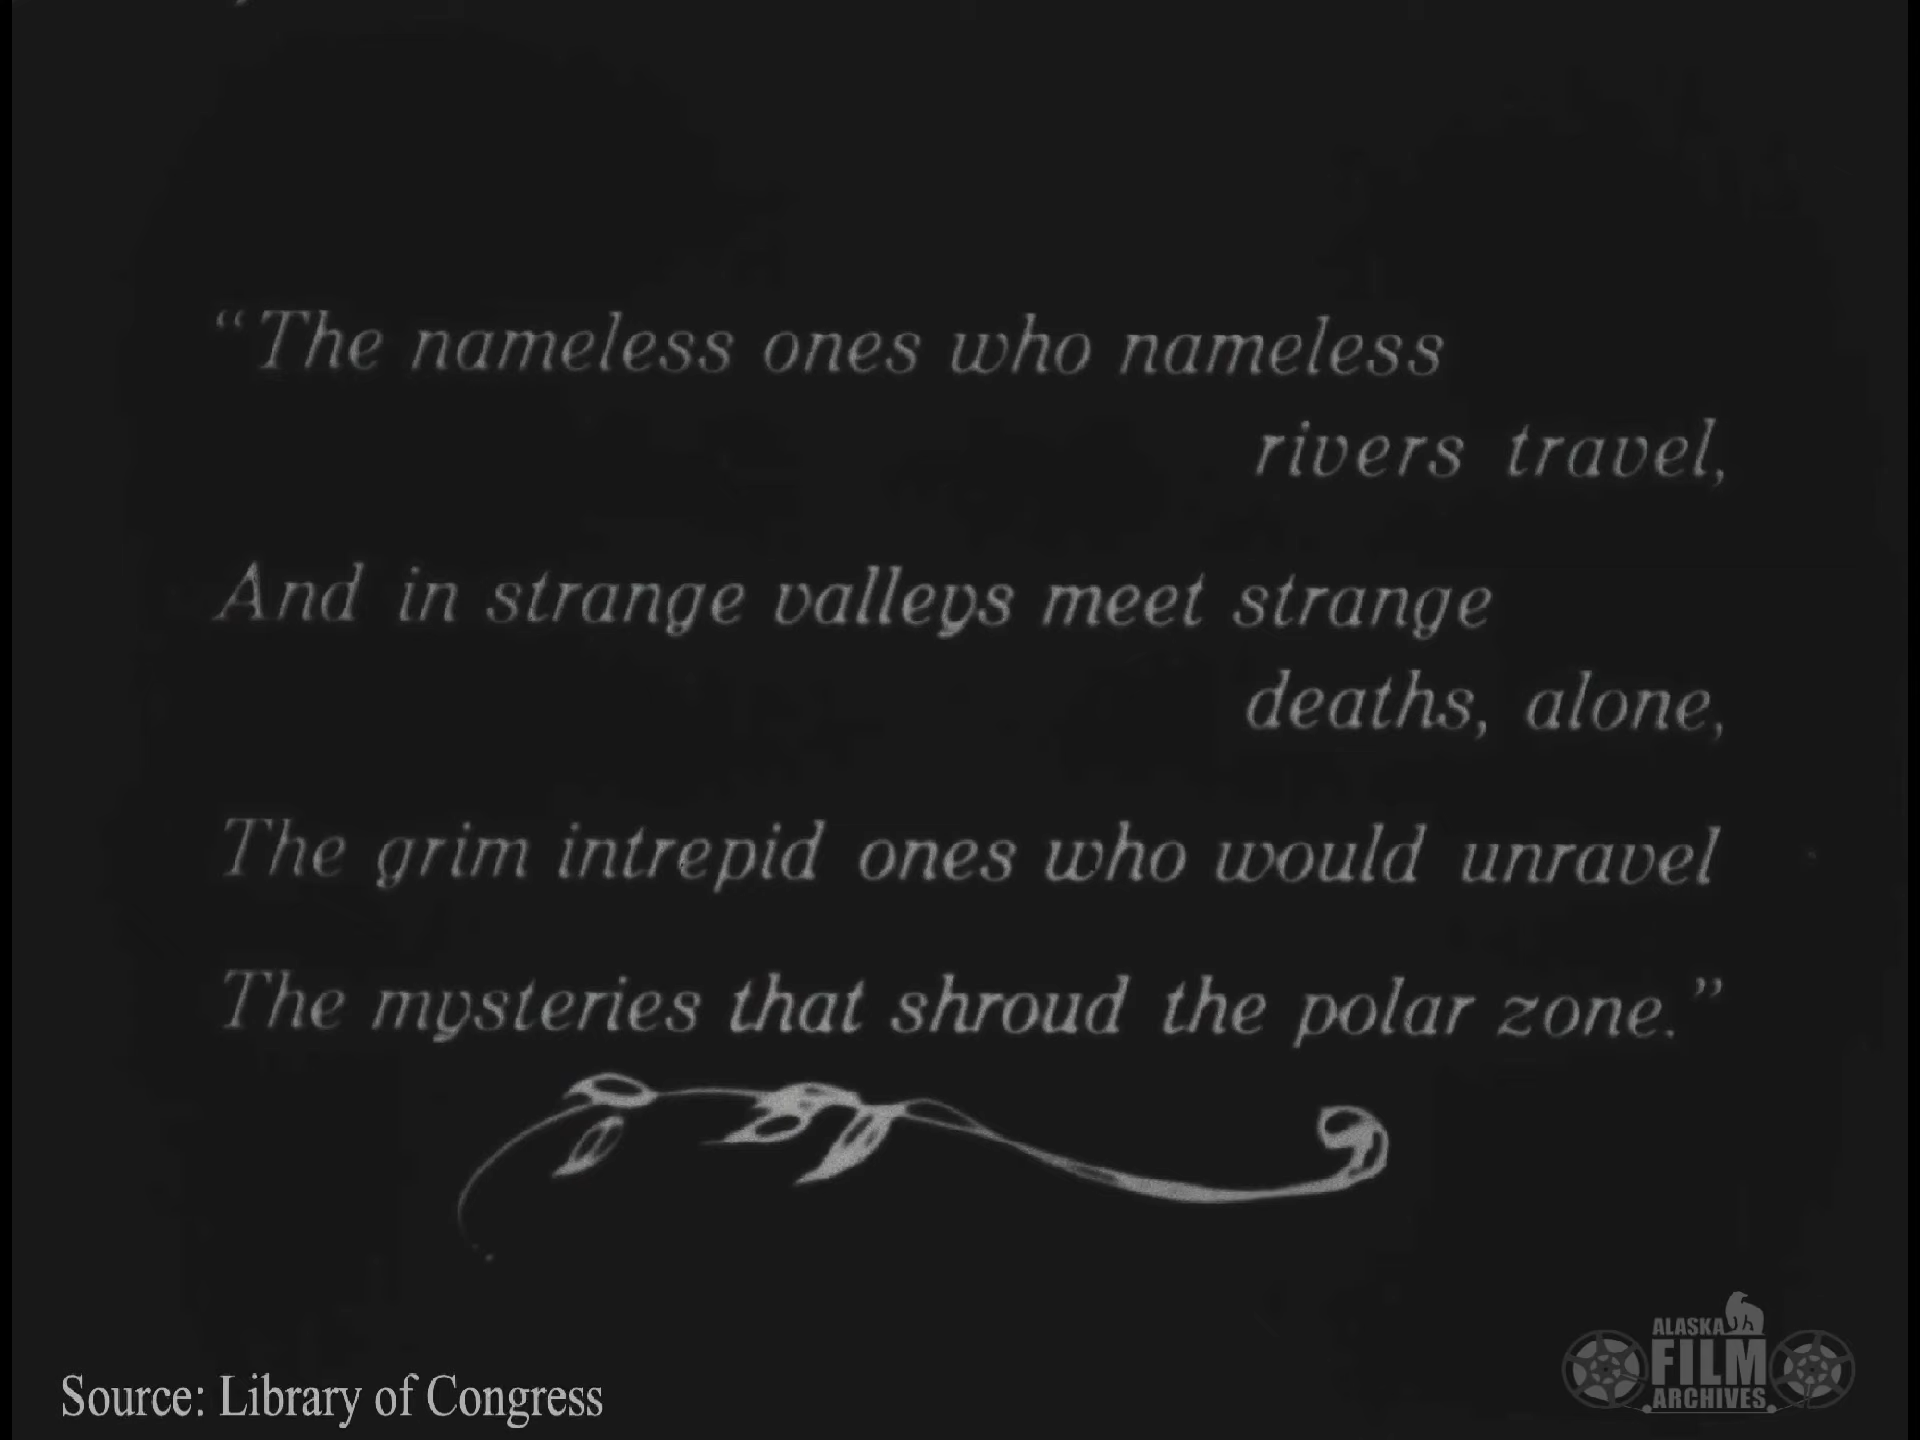 “The nameless ones who nameless
rivers travel,
And in strange valleys meet strange
deaths, alone,
The grim intrepid ones who would unravel
The mysteries that shroud the polar zone.”
Source: Library of Congress
ALASKA
FILM
ARCHIVES